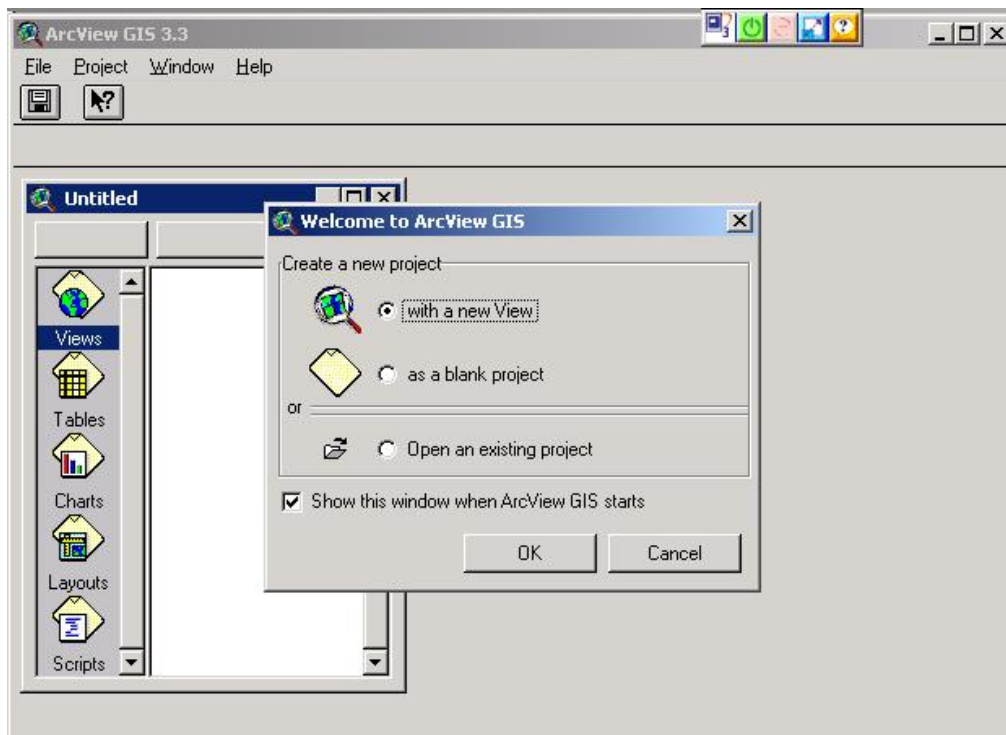 ArcView GIS 3.3
File Project Window Help
Untitled
Welcome to ArcView GIS
Create a new project
with a new View
as a blank project
or
Open an existing project
Show this window when ArcView GIS starts
OK Cancel
Views
Tables
Charts
Layouts
Scripts